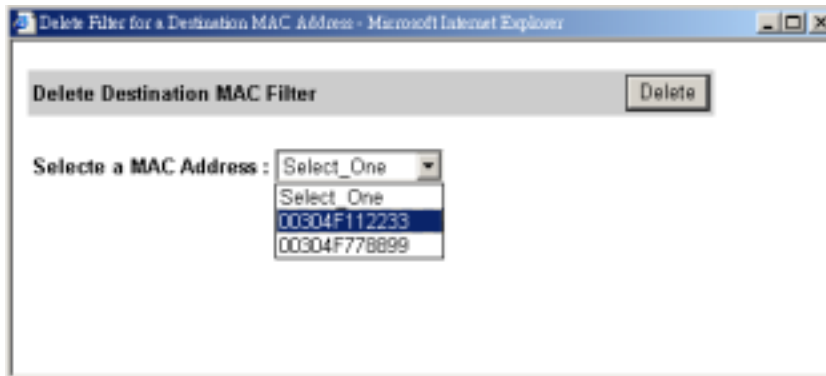 Delete Filter for a Destination MAC Address - Microsoft Internet Explorer
Delete Destination MAC Filter
Delete
Selecte a MAC Address : Select_One
Select_One
00304F112233
00304F778899